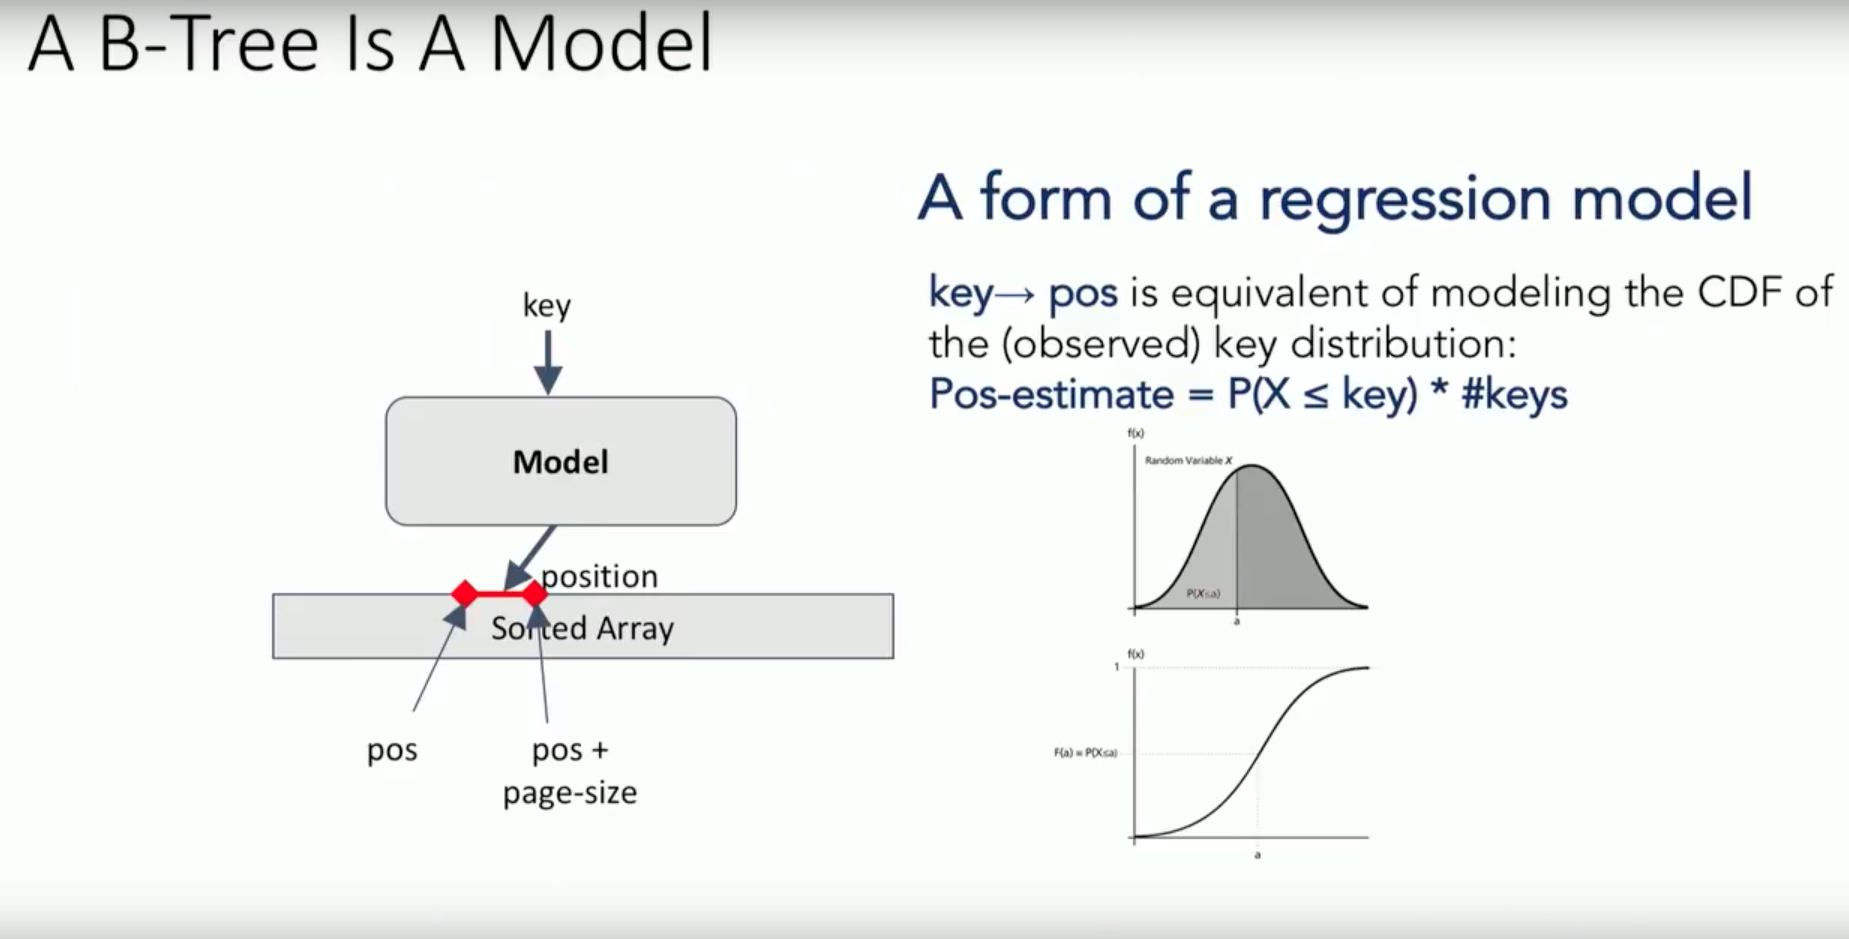 A B-Tree Is A Model
key
Model
position
Sorted Array
pos
pos +
page-size
A form of a regression model
key→ pos is equivalent of modeling the CDF of
the (observed) key distribution:
Pos-estimate = P(X ≤ key) * #keys
f(x)
Random Variable X
P(X≤a)
a
f(x)
1
F(a) = P(X≤a)
a